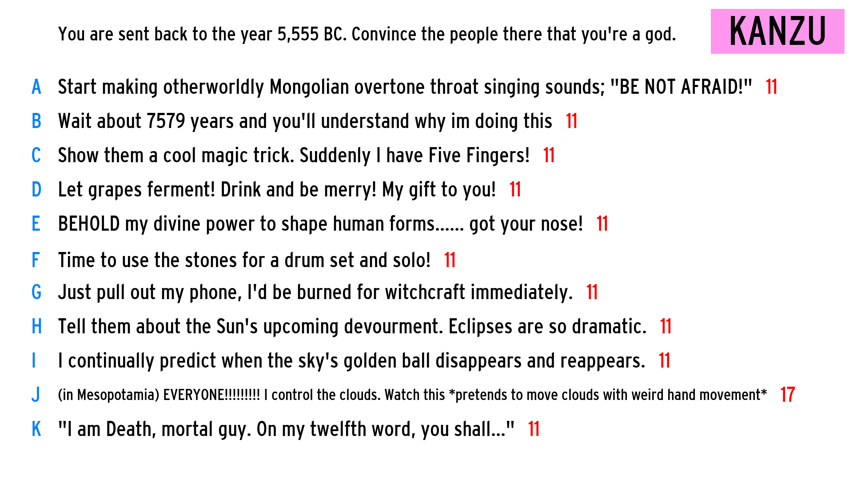 You are sent back to the year 5,555 BC. Convince the people there that you're a god.
KANZU
A Start making otherworldly Mongolian overtone throat singing sounds; "BE NOT AFRAID!" 11
B Wait about 7579 years and you'll understand why im doing this 11
C Show them a cool magic trick. Suddenly I have Five Fingers! 11
D Let grapes ferment! Drink and be merry! My gift to you! 11
E BEHOLD my divine power to shape human forms...... got your nose! 11
F Time to use the stones for a drum set and solo! 11
G Just pull out my phone, I'd be burned for witchcraft immediately. 11
H Tell them about the Sun's upcoming devourment. Eclipses are so dramatic. 11
I I continually predict when the sky's golden ball disappears and reappears. 11
J (in Mesopotamia) EVERYONE!!!!!!!!! I control the clouds. Watch this *pretends to move clouds with weird hand movement* 17
K "I am Death, mortal guy. On my twelfth word, you shall..." 11